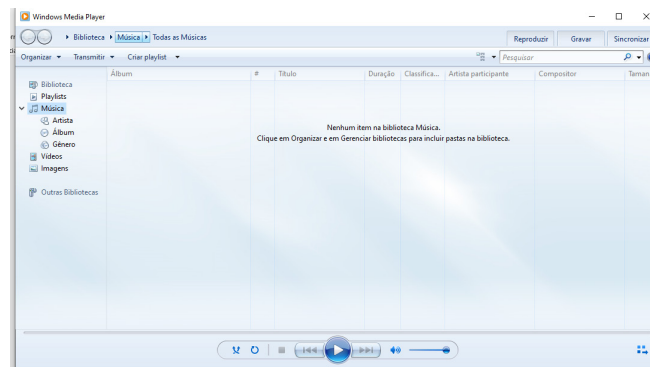 Windows Media Player
Biblioteca Música Todas as Músicas
Reproduzir Gravar Sincronizar
Organizar Transmitir Criar playlist
Pesquisar
Álbum # Título Duração Classifica... Artista participante Compositor Taman
Biblioteca
Playlists
Música
Artista
Álbum
Gênero
Vídeos
Imagens
Outras Bibliotecas
Nenhum item na biblioteca Música.
Clique em Organizar e em Gerenciar bibliotecas para incluir pastas na biblioteca.